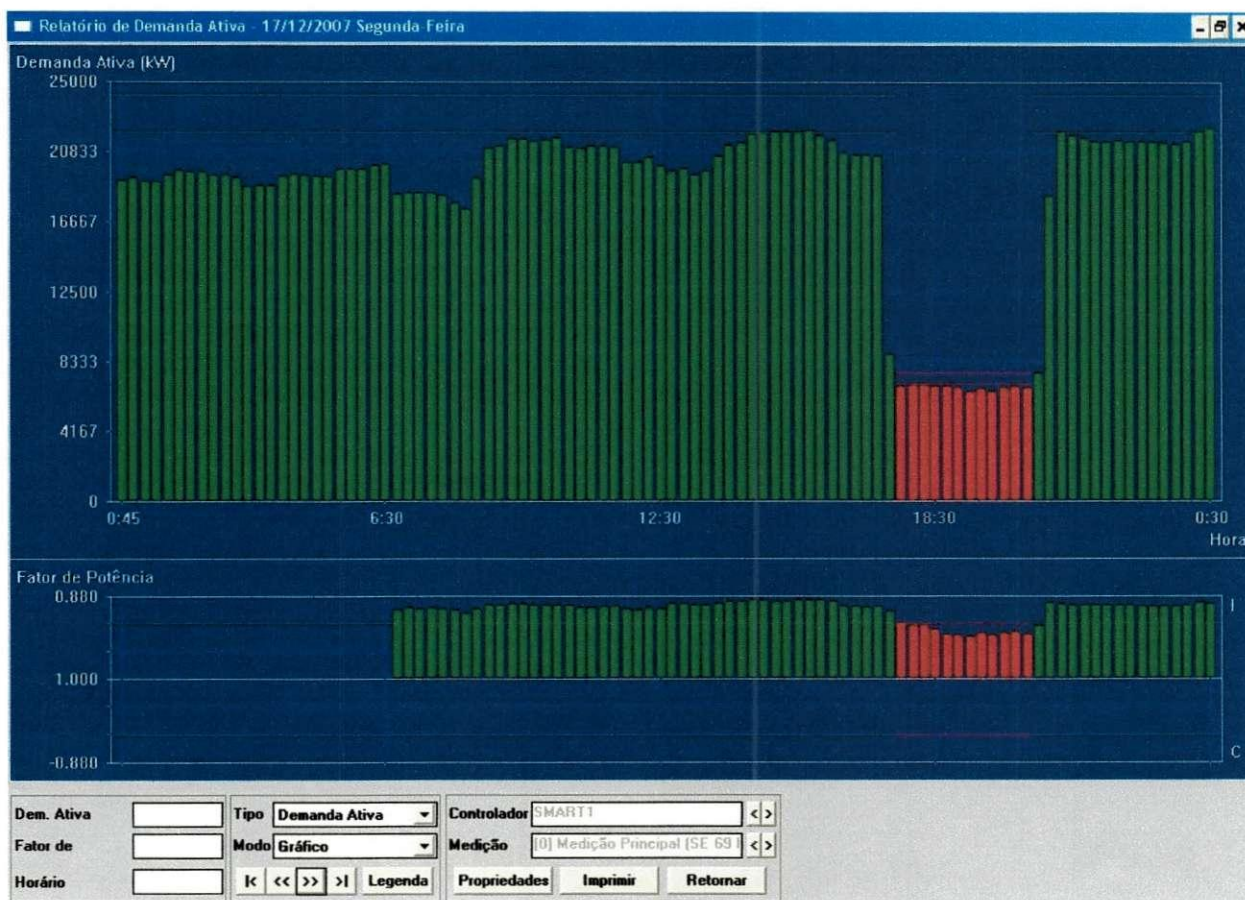 Relatório de Demanda Ativa - 17/12/2007 Segunda-Feira
Demanda Ativa (kW)
25000
20833
16667
12500
8333
4167
0
0:45 6:30 12:30 18:30 0:30
Hora
Fator de Potência
0.880 I
1.000
-0.880 C
Dem. Ativa Tipo Demanda Ativa Controlador SMART1 < >
Fator de Modo Gráfico Medição [0] Medição Principal (SE 69 < >
Horário |< << >> >| Legenda Propriedades Imprimir Retornar